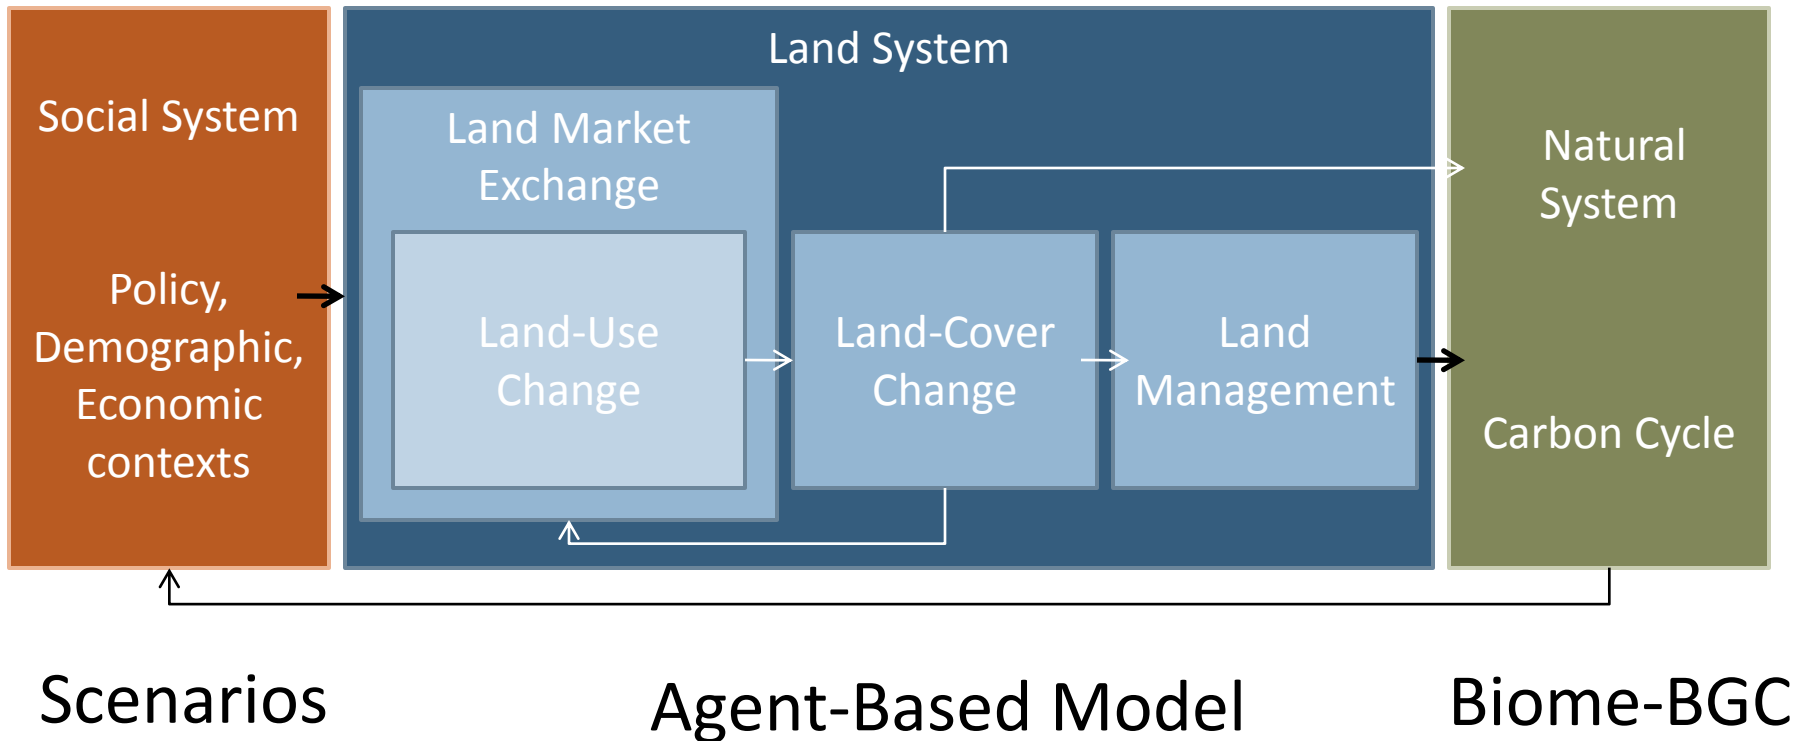 Social System
Policy,
Demographic,
Economic
contexts
Land System
Land Market
Exchange
Land-Use
Change
Land-Cover
Change
Land
Management
Natural
System
Carbon Cycle
Scenarios
Agent-Based Model
Biome-BGC